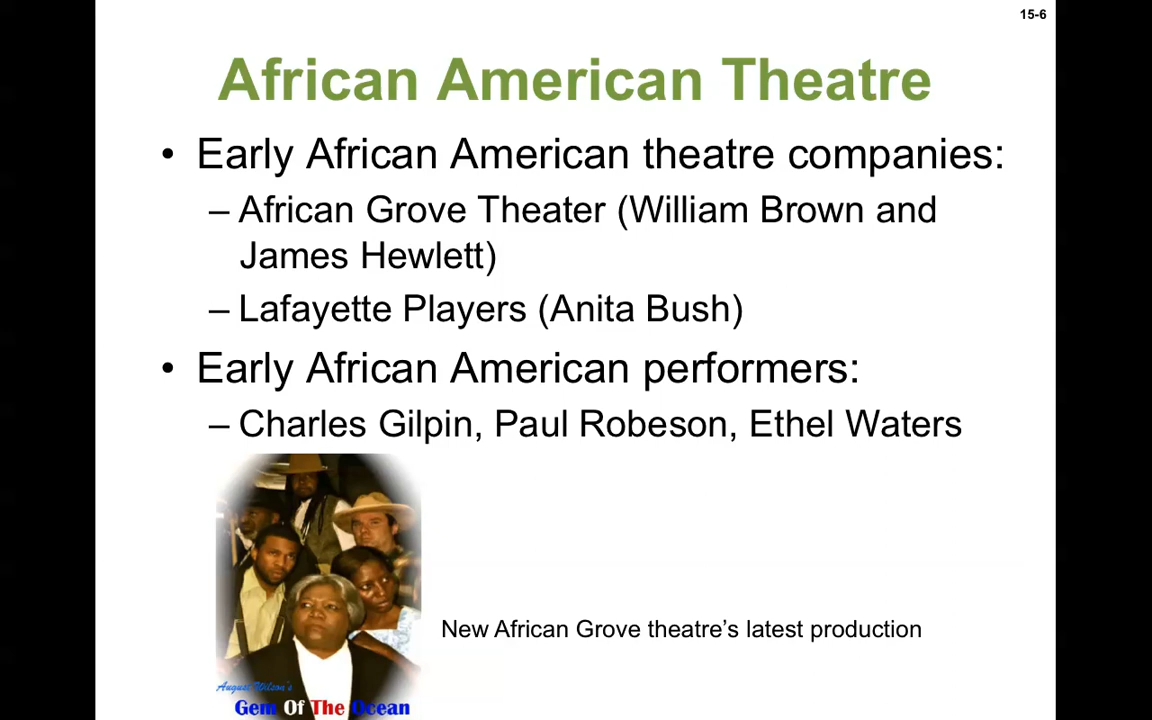 15-6
African American Theatre
• Early African American theatre companies:
– African Grove Theater (William Brown and
James Hewlett)
– Lafayette Players (Anita Bush)
• Early African American performers:
– Charles Gilpin, Paul Robeson, Ethel Waters
New African Grove theatre’s latest production
August Wilson's
Gem Of The Ocean